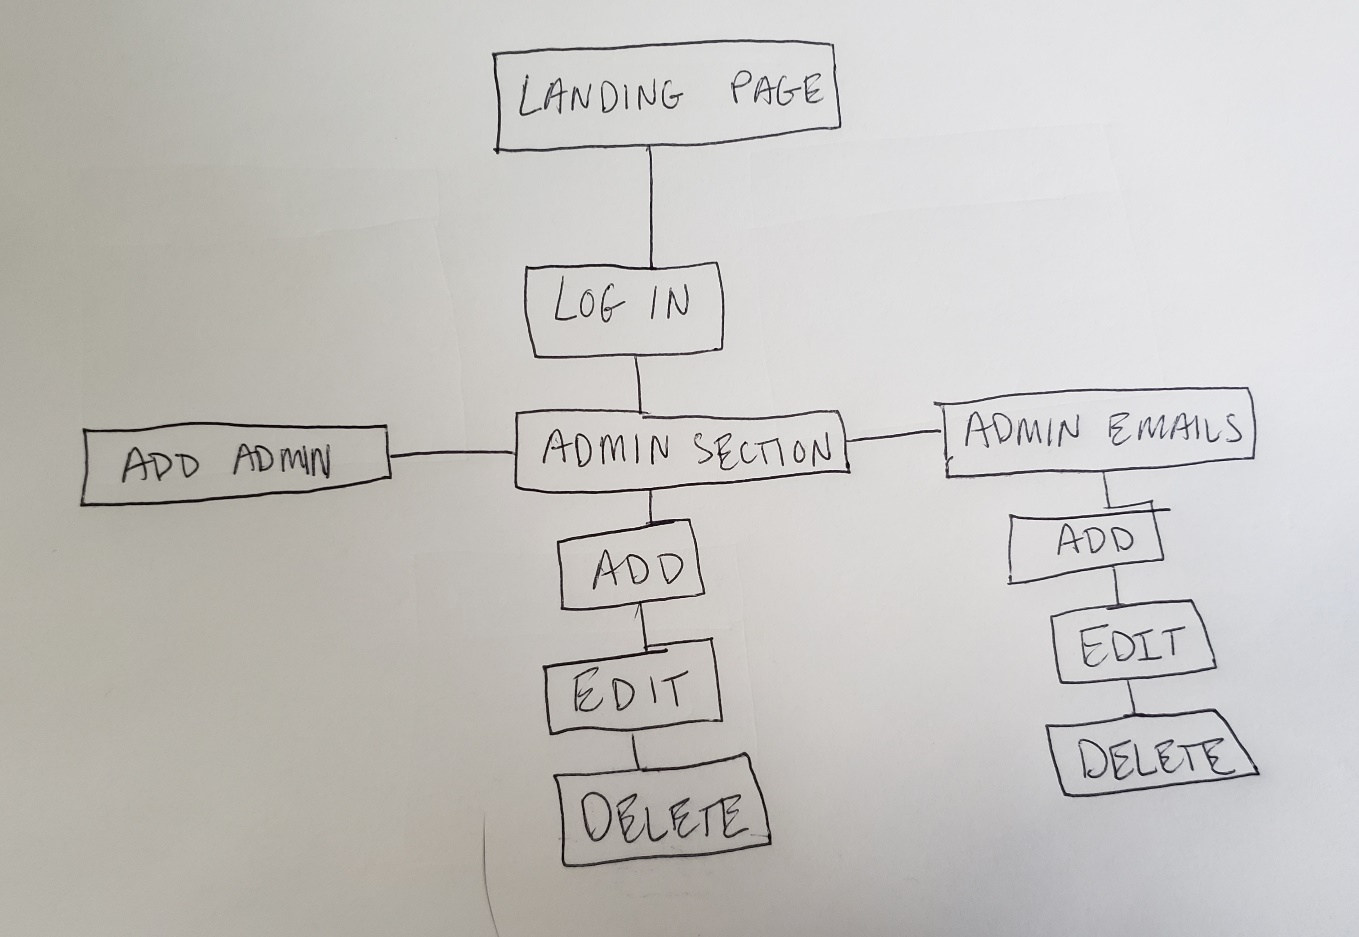 LANDING PAGE
LOG IN
ADD ADMIN
ADMIN SECTION
ADMIN EMAILS
ADD
EDIT
DELETE
ADD
EDIT
DELETE